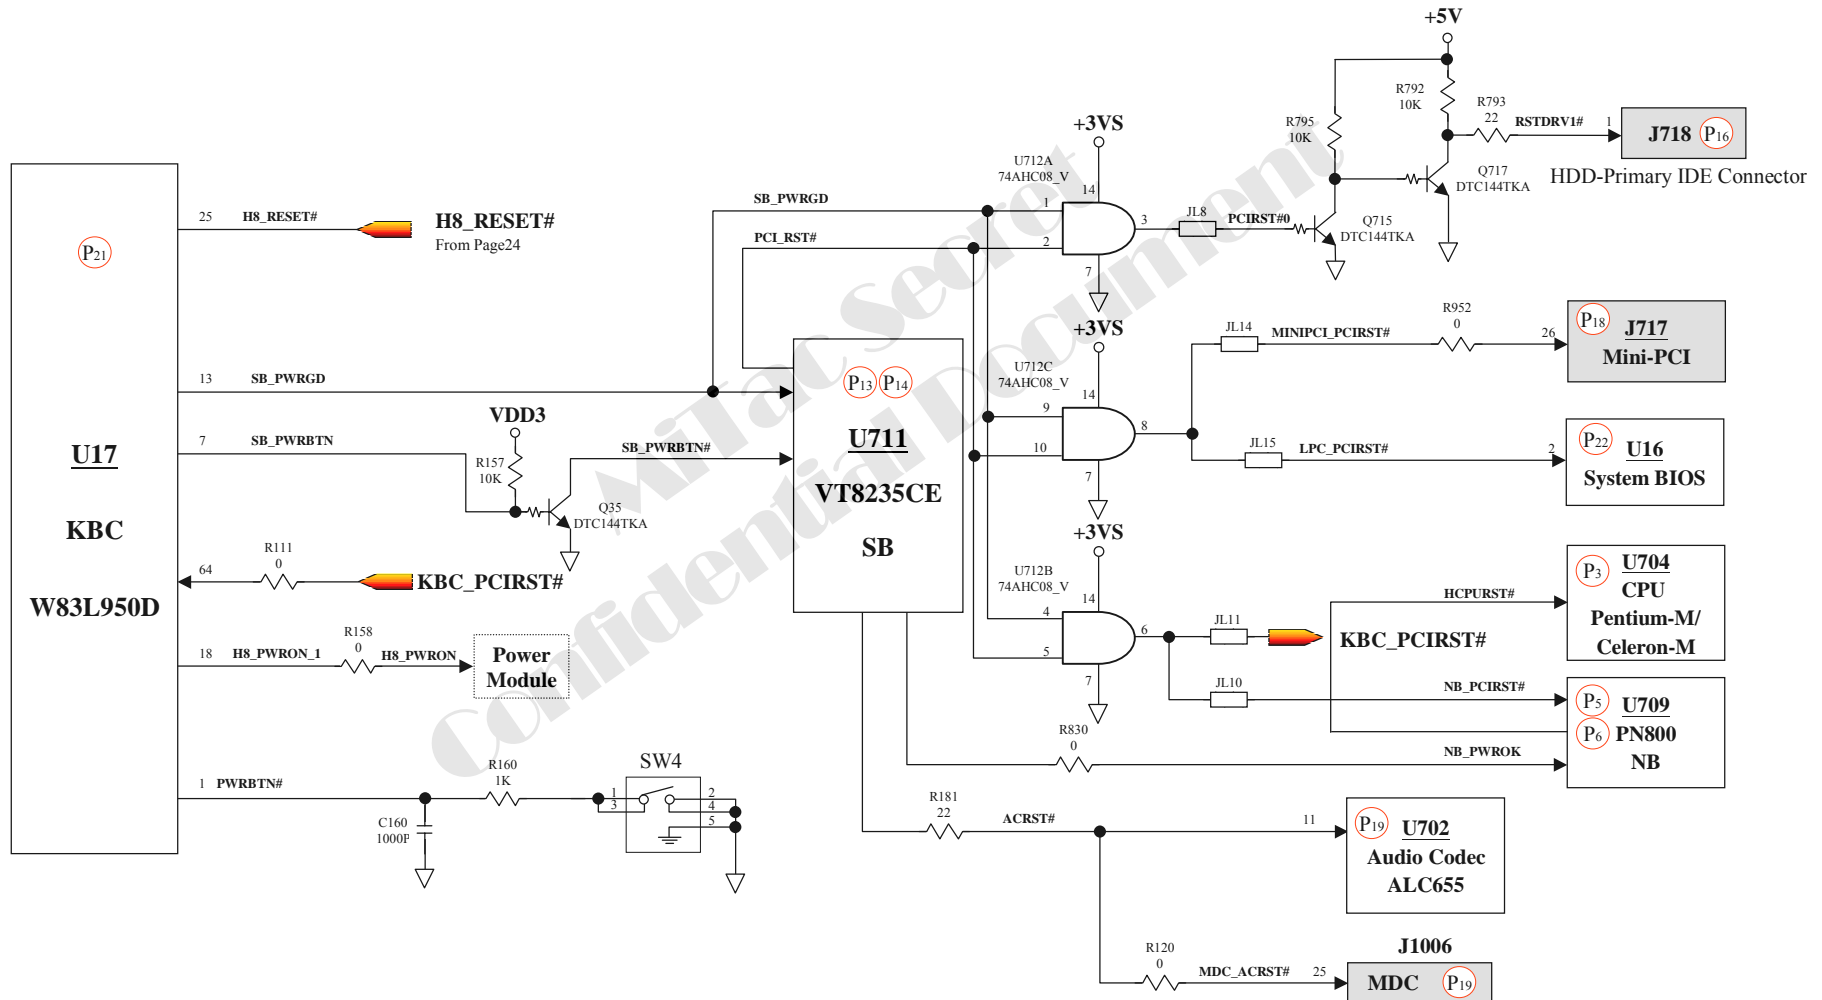 +5V
R792
10K
R793
22
RSTDRV1#
1
J718
P16
HDD-Primary IDE Connector
R795
10K
Q717
DTC144TKA
+3VS
U712A
74AHC08_V
14
SB_PWRGD
1
3
JL8
PCIRST#0
Q715
DTC144TKA
PCI_RST#
2
7
25
H8_RESET#
H8_RESET#
From Page24
P21
+3VS
U712C
74AHC08_V
14
JL14
MINIPCI_PCIRST#
R952
0
26
P18
J717
Mini-PCI
13
SB_PWRGD
P13
P14
9
8
10
7
JL15
LPC_PCIRST#
2
P22
U16
System BIOS
U711
VT8235CE
SB
7
SB_PWRBTN
VDD3
R157
10K
SB_PWRBTN#
Q35
DTC144TKA
U17
KBC
W83L950D
R111
0
64
KBC_PCIRST#
+3VS
U712B
74AHC08_V
14
4
6
5
7
JL11
KBC_PCIRST#
HCPURST#
P3
U704
CPU
Pentium-M/
Celeron-M
18
H8_PWRON_1
R158
0
H8_PWRON
Power
Module
JL10
NB_PCIRST#
P5
U709
P6
PN800
NB
R830
0
NB_PWROK
1
PWRBTN#
R160
1K
C160
1000P
SW4
1
3
2
4
5
R181
22
ACRST#
11
P19
U702
Audio Codec
ALC655
J1006
R120
0
MDC_ACRST#
25
MDC
P19
MiTac Secret
Confidential Document